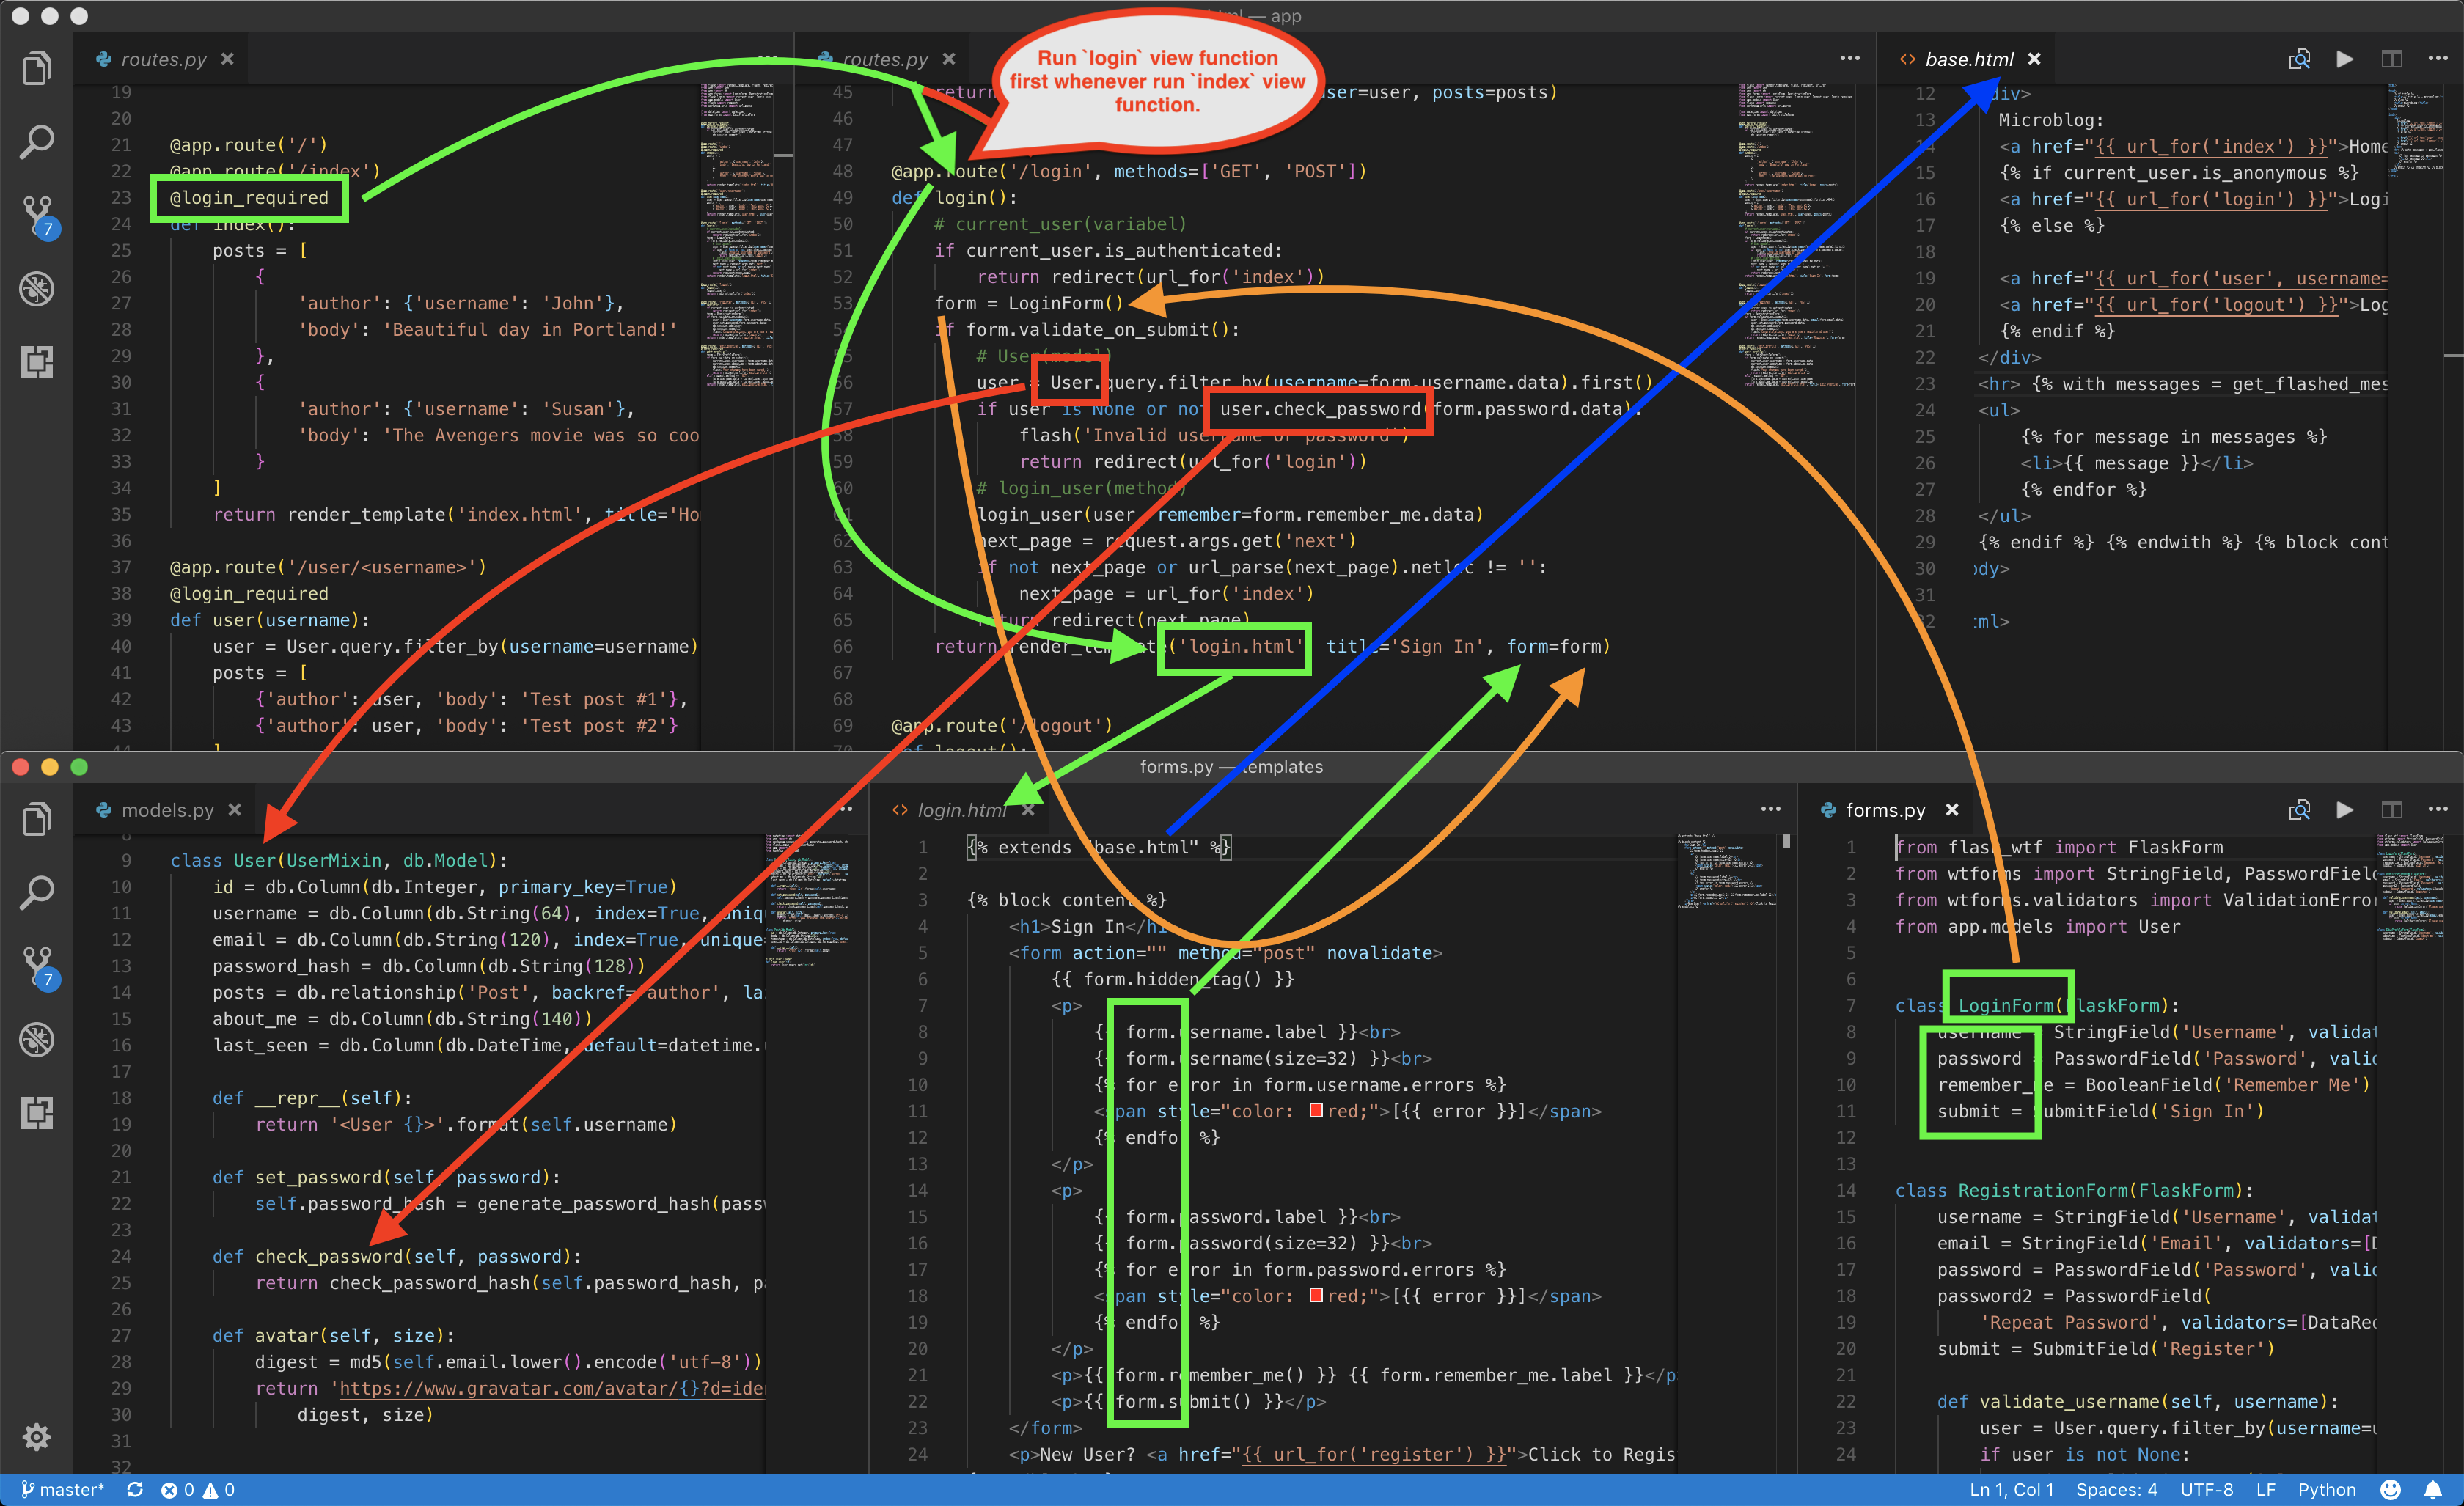 — app
routes.py
19
20
21 @app.route('/')
22 @app.route('/index')
23 @login_required
24 def index():
25 posts = [
26 {
27 'author': {'username': 'John'},
28 'body': 'Beautiful day in Portland!'
29 },
30 {
31 'author': {'username': 'Susan'},
32 'body': 'The Avengers movie was so coo
33 }
34 ]
35 return render_template('index.html', title='Ho
36
37 @app.route('/user/<username>')
38 @login_required
39 def user(username):
40 user = User.query.filter_by(username=username)
41 posts = [
42 {'author': user, 'body': 'Test post #1'},
43 {'author': user, 'body': 'Test post #2'}
44 ]
routes.py
Run `login` view function
first whenever run `index` view
function.
45 return ser=user, posts=posts)
46
47
48 @app.route('/login', methods=['GET', 'POST'])
49 def login():
50 # current_user(variabel)
51 if current_user.is_authenticated:
52 return redirect(url_for('index'))
53 form = LoginForm()
54 if form.validate_on_submit():
55 # User(model)
56 user = User.query.filter_by(username=form.username.data).first()
57 if user is None or not user.check_password(form.password.data):
58 flash('Invalid username or password')
59 return redirect(url_for('login'))
60 # login_user(method)
61 login_user(user, remember=form.remember_me.data)
62 next_page = request.args.get('next')
63 if not next_page or url_parse(next_page).netloc != '':
64 next_page = url_for('index')
65 return redirect(next_page)
66 return render_template('login.html', title='Sign In', form=form)
67
68
69 @app.route('/logout')
70 def logout():
base.html
12 div>
13 Microblog:
14 <a href="{{ url_for('index') }}">Home
15 {% if current_user.is_anonymous %}
16 <a href="{{ url_for('login') }}">Logi
17 {% else %}
18
19 <a href="{{ url_for('user', username=
20 <a href="{{ url_for('logout') }}">Log
21 {% endif %}
22 </div>
23 <hr> {% with messages = get_flashed_mes
24 <ul>
25 {% for message in messages %}
26 <li>{{ message }}</li>
27 {% endfor %}
28 </ul>
29 {% endif %} {% endwith %} {% block cont
30 ody>
31
32 tml>
7
forms.py — templates
models.py
8
9 class User(UserMixin, db.Model):
10 id = db.Column(db.Integer, primary_key=True)
11 username = db.Column(db.String(64), index=True, uniq
12 email = db.Column(db.String(120), index=True, unique
13 password_hash = db.Column(db.String(128))
14 posts = db.relationship('Post', backref='author', la
15 about_me = db.Column(db.String(140))
16 last_seen = db.Column(db.DateTime, default=datetime.
17
18 def __repr__(self):
19 return '<User {}>'.format(self.username)
20
21 def set_password(self, password):
22 self.password_hash = generate_password_hash(pass
23
24 def check_password(self, password):
25 return check_password_hash(self.password_hash, pa
26
27 def avatar(self, size):
28 digest = md5(self.email.lower().encode('utf-8'))
29 return 'https://www.gravatar.com/avatar/{}?d=ide
30 digest, size)
31
32
login.html
1 {% extends "base.html" %}
2
3 {% block content %}
4 <h1>Sign In</h1
5 <form action="" method="post" novalidate>
6 {{ form.hidden_tag() }}
7 <p>
8 {{ form.username.label }}<br>
9 {{ form.username(size=32) }}<br>
10 {% for error in form.username.errors %}
11 <span style="color: red;">[{{ error }}]</span>
12 {% endfor %}
13 </p>
14 <p>
15 {{ form.password.label }}<br>
16 {{ form.password(size=32) }}<br>
17 {% for error in form.password.errors %}
18 <span style="color: red;">[{{ error }}]</span>
19 {% endfor %}
20 </p>
21 <p>{{ form.remember_me() }} {{ form.remember_me.label }}</p
22 <p>{{ form.submit() }}</p>
23 </form>
24 <p>New User? <a href="{{ url_for('register') }}">Click to Regis
forms.py
1 from flask_wtf import FlaskForm
2 from wtforms import StringField, PasswordField
3 from wtforms.validators import ValidationError
4 from app.models import User
5
6
7 class LoginForm(FlaskForm):
8 username = StringField('Username', validat
9 password = PasswordField('Password', valid
10 remember_me = BooleanField('Remember Me')
11 submit = SubmitField('Sign In')
12
13
14 class RegistrationForm(FlaskForm):
15 username = StringField('Username', validat
16 email = StringField('Email', validators=[D
17 password = PasswordField('Password', valid
18 password2 = PasswordField(
19 'Repeat Password', validators=[DataReq
20 submit = SubmitField('Register')
21
22 def validate_username(self, username):
23 user = User.query.filter_by(username=u
24 if user is not None:
7
master* 0 0
Ln 1, Col 1 Spaces: 4 UTF-8 LF Python